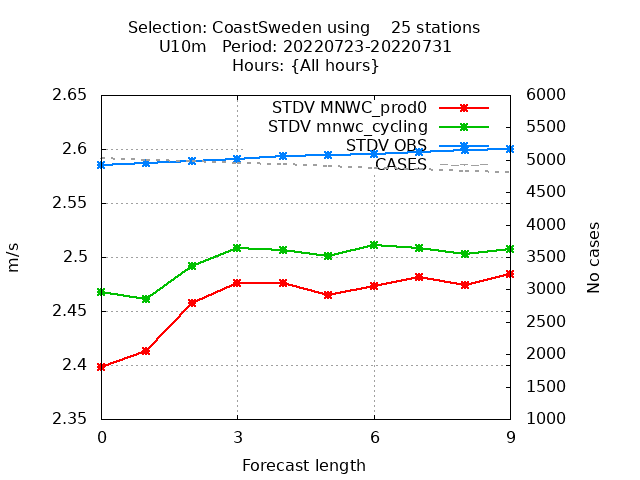 Selection: CoastSweden using    25 stations
U10m   Period: 20220723-20220731
Hours: {All hours}
STDV MNWC_prod0
STDV mnwc_cycling
STDV OBS
CASES
2.65
2.6
2.55
2.5
2.45
2.4
2.35
m/s
6000
5500
5000
4500
4000
3500
3000
2500
2000
1500
1000
No cases
0 3 6 9
Forecast length